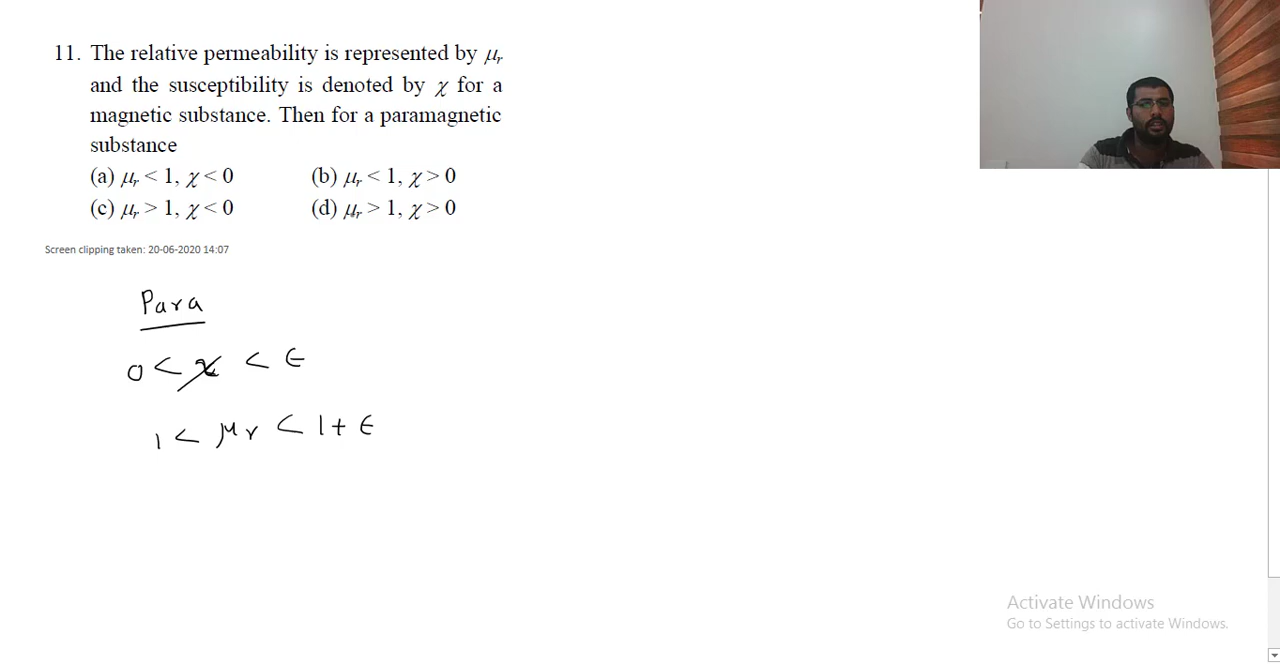 11. The relative permeability is represented by μr
and the susceptibility is denoted by χ for a
magnetic substance. Then for a paramagnetic
substance
(a) μr < 1, χ < 0 (b) μr < 1, χ > 0
(c) μr > 1, χ < 0 (d) μr > 1, χ > 0
Screen clipping taken: 20-06-2020 14:07
Para
0 < χ < ε
1 < μr < 1 + ε
Activate Windows
Go to Settings to activate Windows.